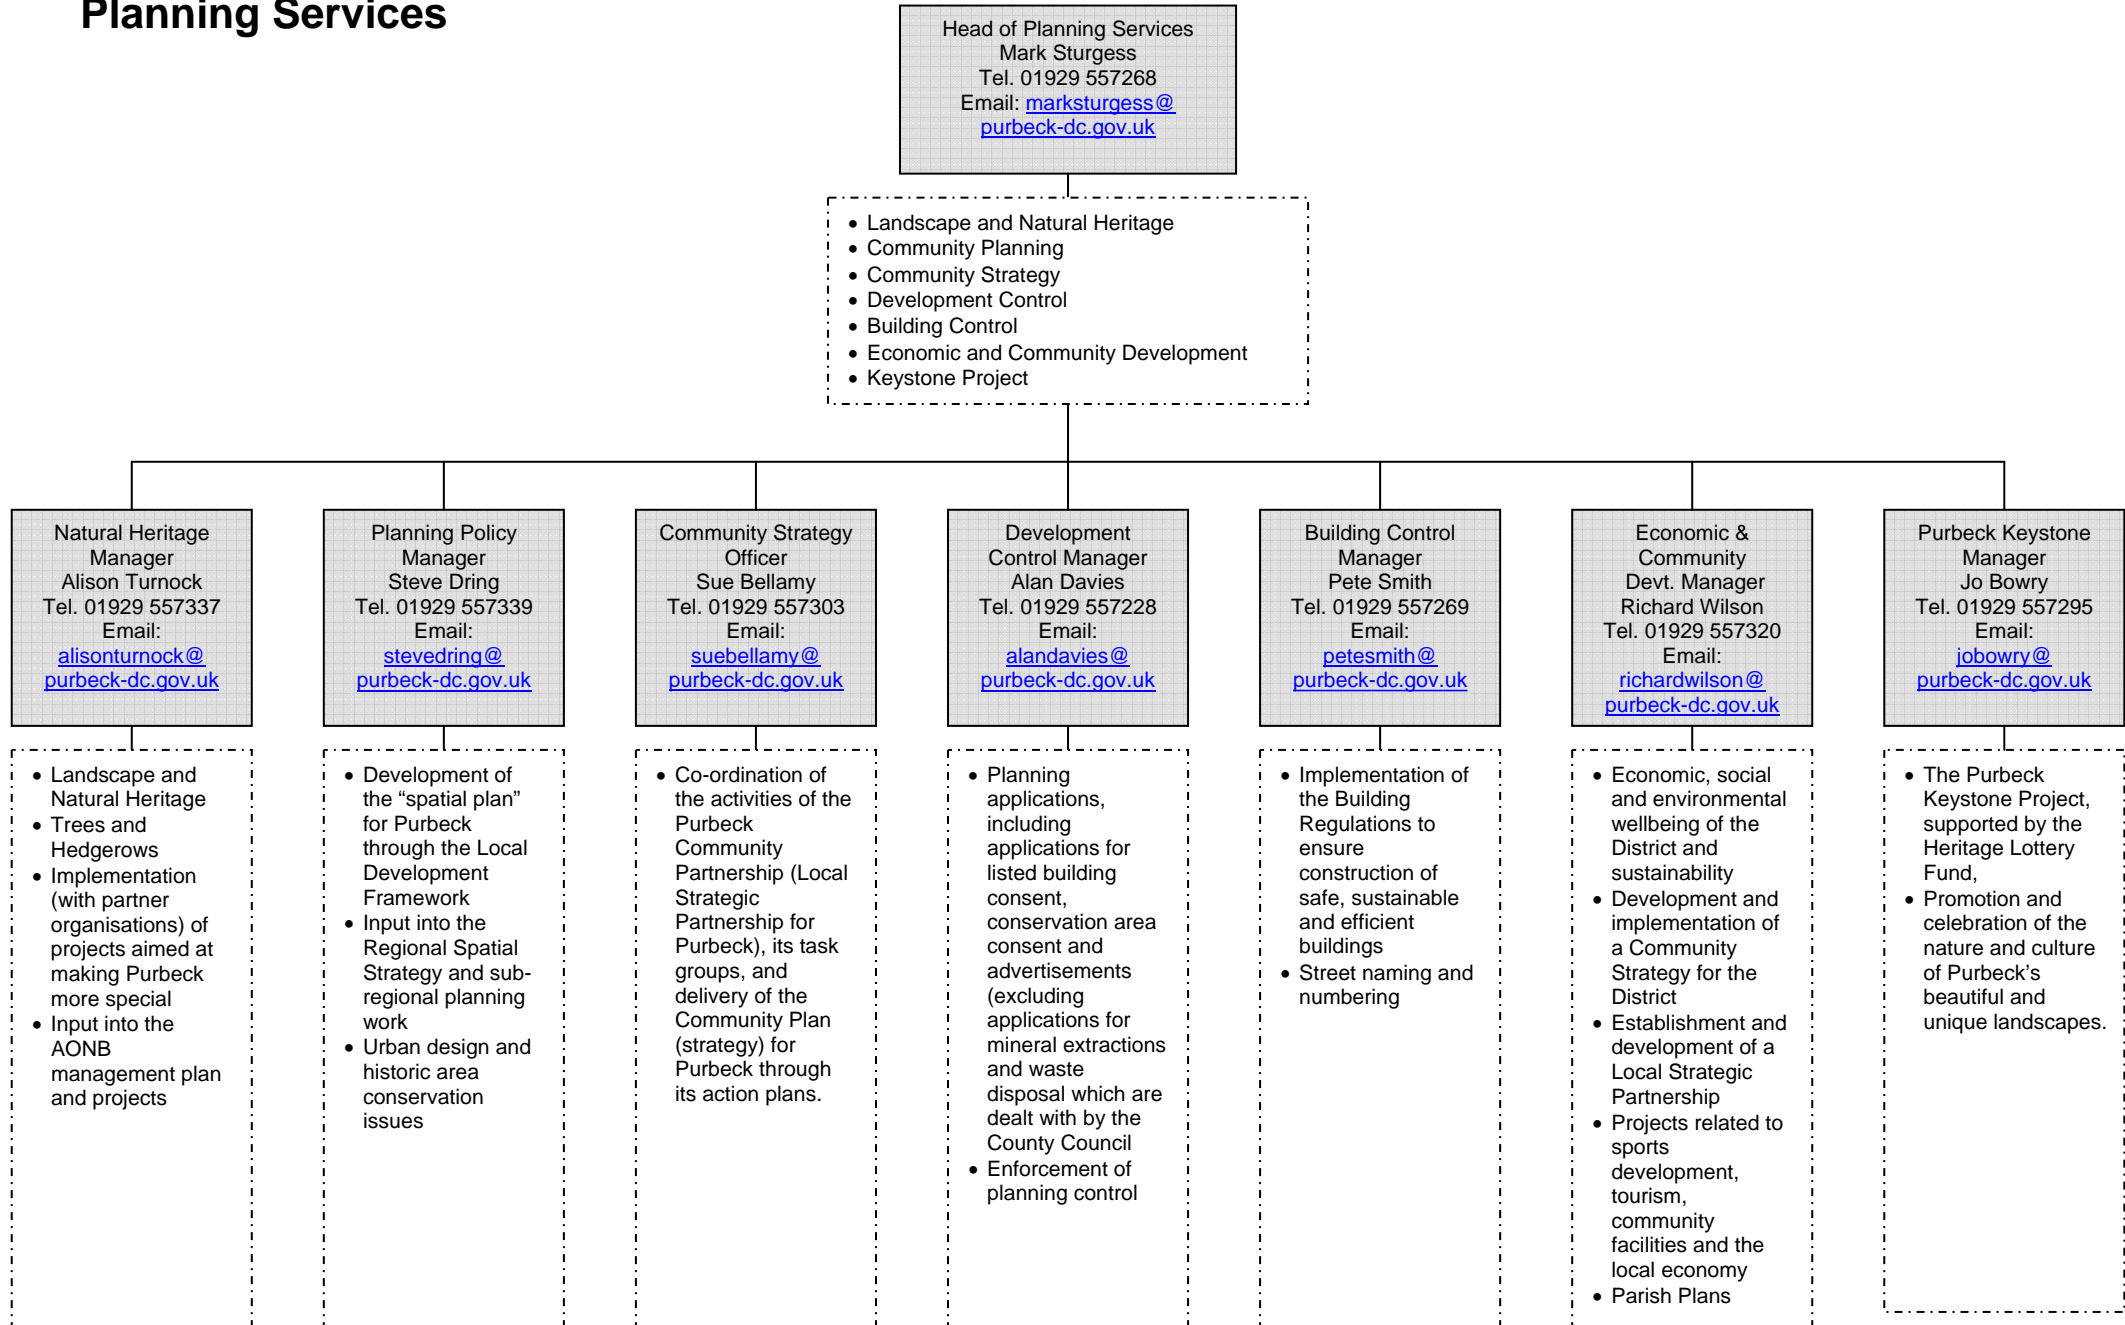 Planning Services
Head of Planning Services
Mark Sturgess
Tel. 01929 557268
Email: marksturgess@
purbeck-dc.gov.uk
• Landscape and Natural Heritage
• Community Planning
• Community Strategy
• Development Control
• Building Control
• Economic and Community Development
• Keystone Project
Natural Heritage
Manager
Alison Turnock
Tel. 01929 557337
Email:
alisonturnock@
purbeck-dc.gov.uk
Planning Policy
Manager
Steve Dring
Tel. 01929 557339
Email:
stevedring@
purbeck-dc.gov.uk
Community Strategy
Officer
Sue Bellamy
Tel. 01929 557303
Email:
suebellamy@
purbeck-dc.gov.uk
Development
Control Manager
Alan Davies
Tel. 01929 557228
Email:
alandavies@
purbeck-dc.gov.uk
Building Control
Manager
Pete Smith
Tel. 01929 557269
Email:
petesmith@
purbeck-dc.gov.uk
Economic &
Community
Devt. Manager
Richard Wilson
Tel. 01929 557320
Email:
richardwilson@
purbeck-dc.gov.uk
Purbeck Keystone
Manager
Jo Bowry
Tel. 01929 557295
Email:
jobowry@
purbeck-dc.gov.uk
• Landscape and
Natural Heritage
• Trees and
Hedgerows
• Implementation
(with partner
organisations) of
projects aimed at
making Purbeck
more special
• Input into the
AONB
management plan
and projects
• Development of
the “spatial plan”
for Purbeck
through the Local
Development
Framework
• Input into the
Regional Spatial
Strategy and sub-
regional planning
work
• Urban design and
historic area
conservation
issues
• Co-ordination of
the activities of the
Purbeck
Community
Partnership (Local
Strategic
Partnership for
Purbeck), its task
groups, and
delivery of the
Community Plan
(strategy) for
Purbeck through
its action plans.
• Planning
applications,
including
applications for
listed building
consent,
conservation area
consent and
advertisements
(excluding
applications for
mineral extractions
and waste
disposal which are
dealt with by the
County Council
• Enforcement of
planning control
• Implementation of
the Building
Regulations to
ensure
construction of
safe, sustainable
and efficient
buildings
• Street naming and
numbering
• Economic, social
and environmental
wellbeing of the
District and
sustainability
• Development and
implementation of
a Community
Strategy for the
District
• Establishment and
development of a
Local Strategic
Partnership
• Projects related to
sports
development,
tourism,
community
facilities and the
local economy
• Parish Plans
• The Purbeck
Keystone Project,
supported by the
Heritage Lottery
Fund,
• Promotion and
celebration of the
nature and culture
of Purbeck’s
beautiful and
unique landscapes.